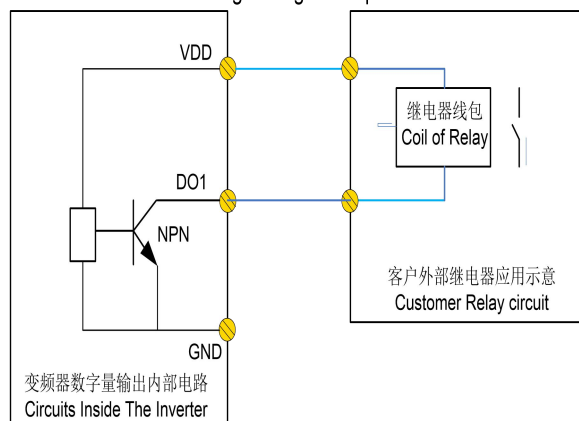 VDD
继电器线包
Coil of Relay
DO1
NPN
客户外部继电器应用示意
Customer Relay circuit
GND
变频器数字量输出内部电路
Circuits Inside The Inverter